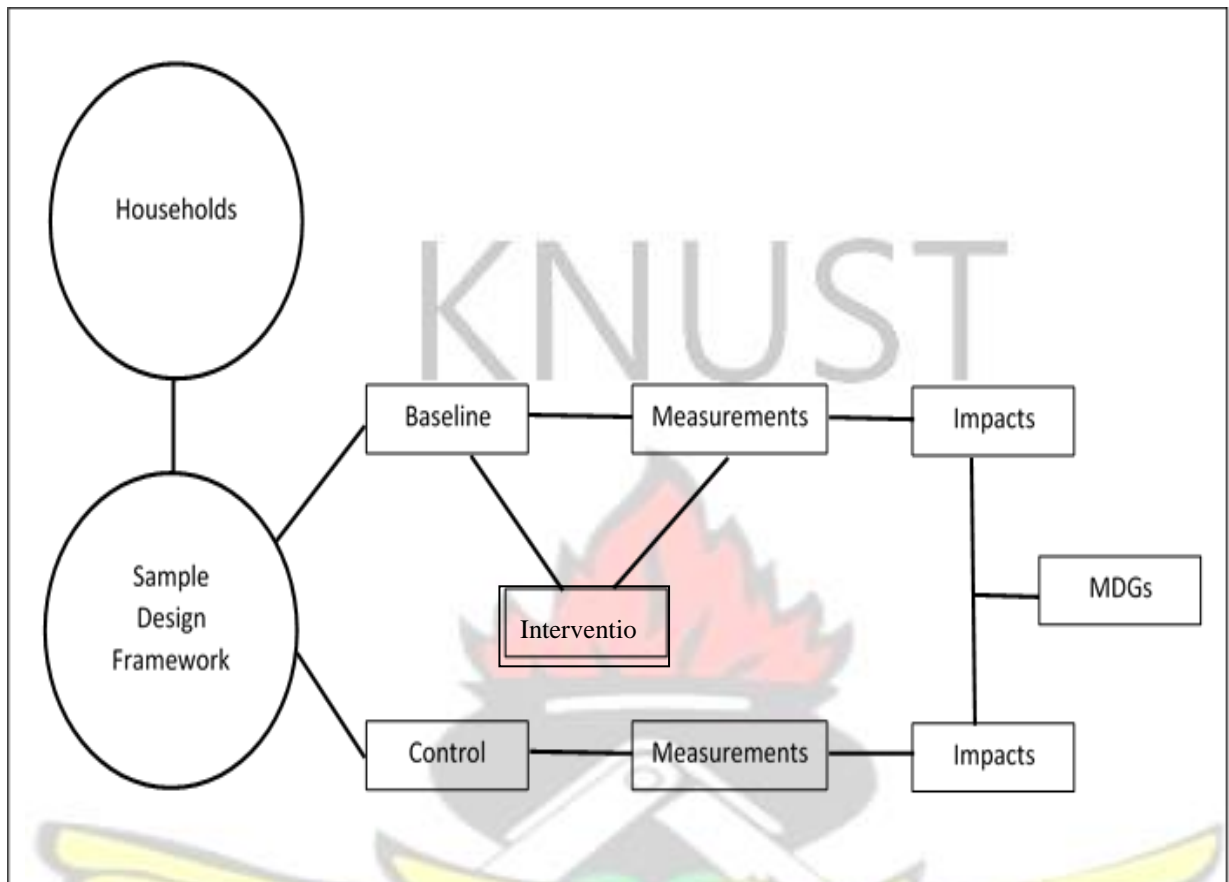 Households
KNUST
Baseline
Measurements
Impacts
Sample
Design
Framework
Interventio
MDGs
Control
Measurements
Impacts